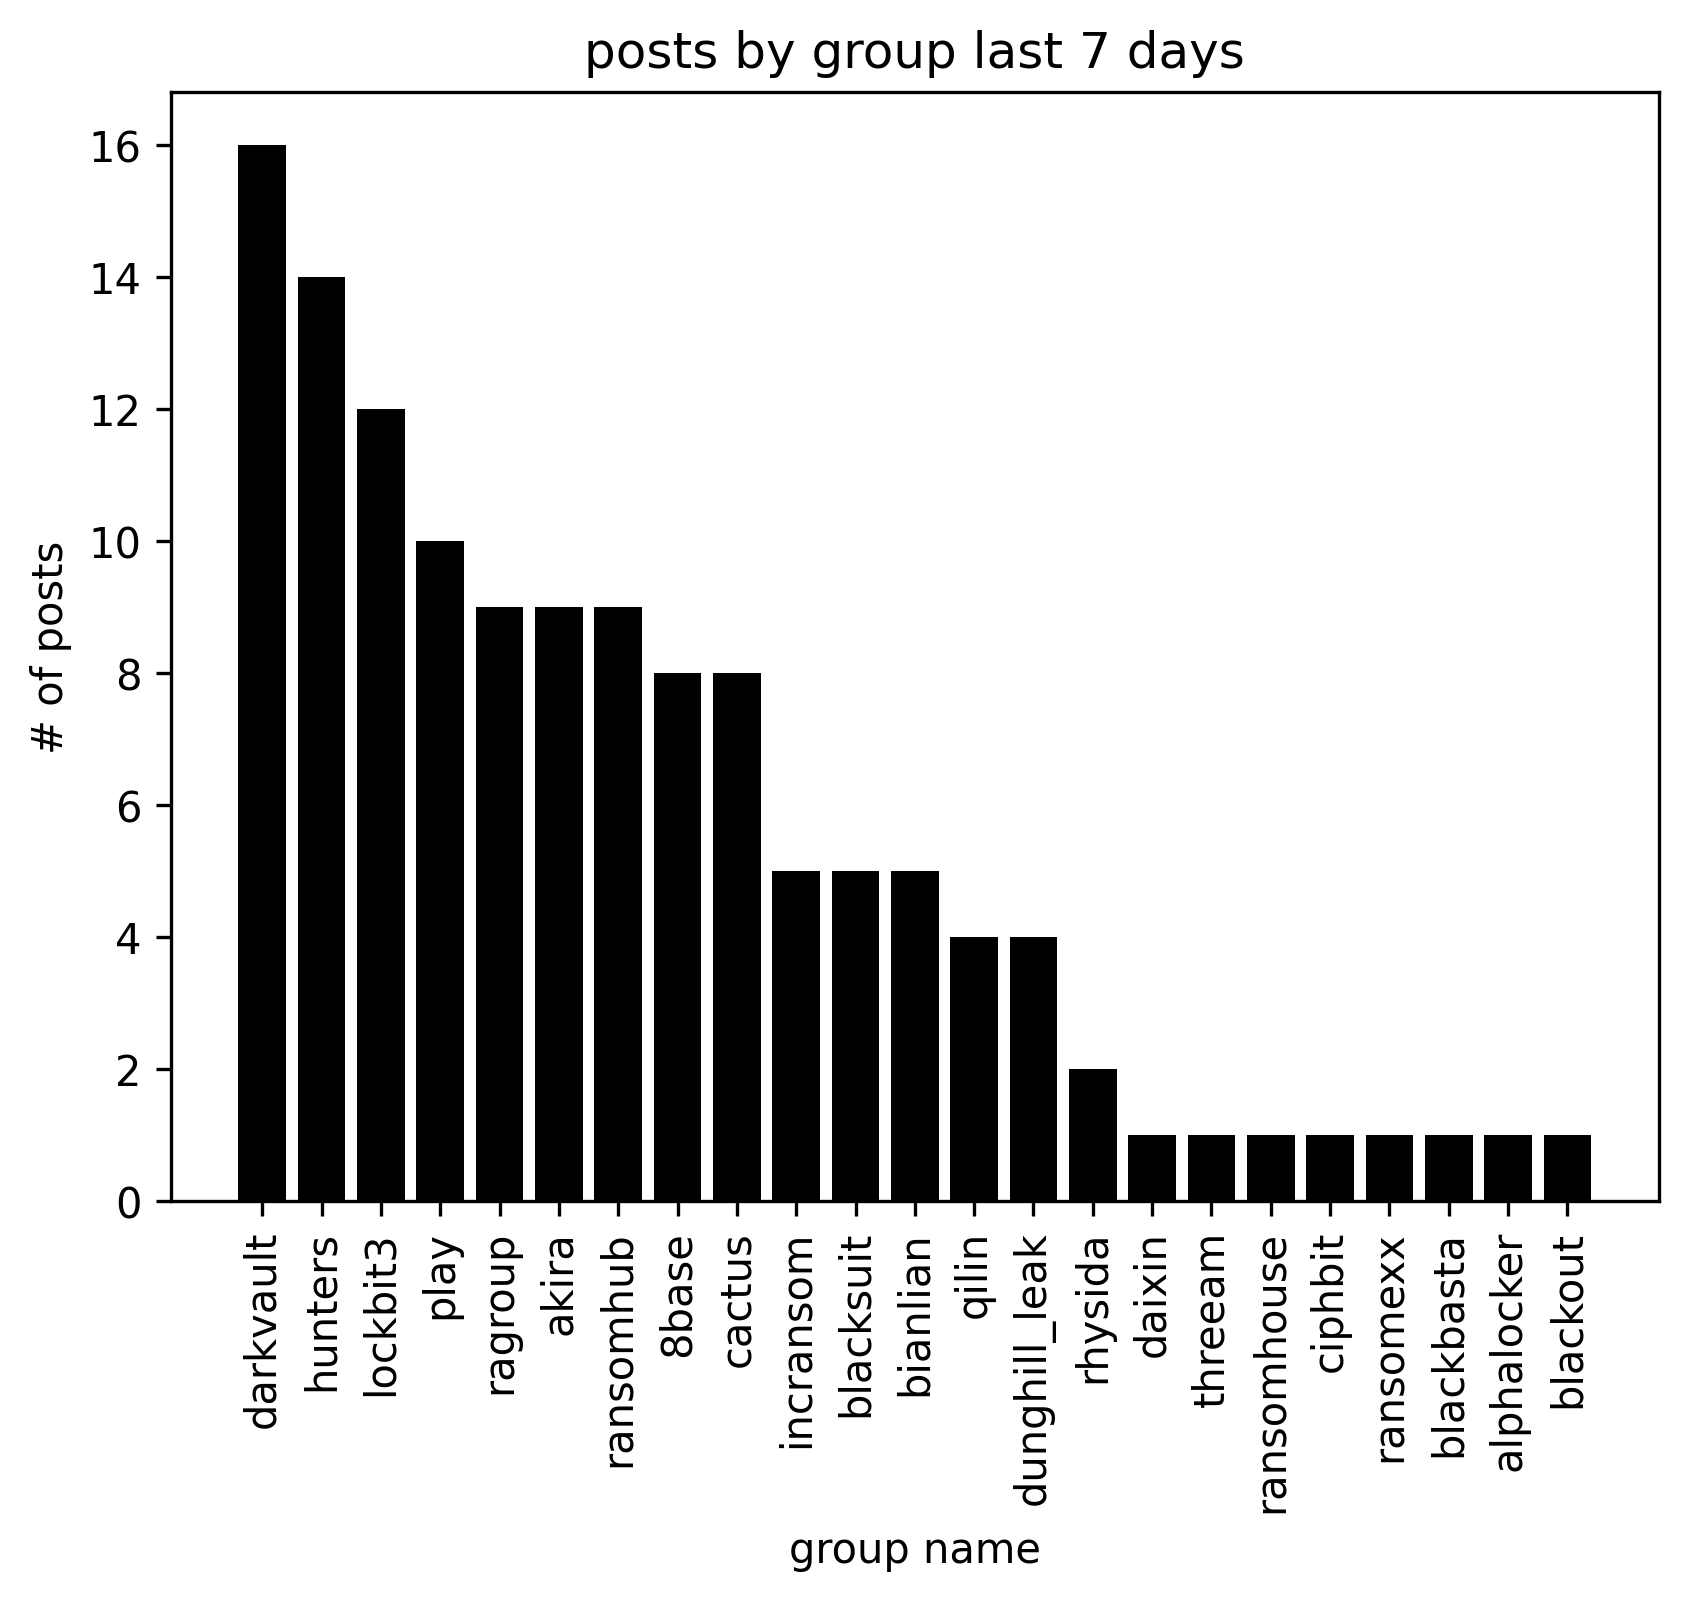 posts by group last 7 days
# of posts
16
14
12
10
8
6
4
2
0
darkvault
hunters
lockbit3
play
ragroup
akira
ransomhub
8base
cactus
incransom
blacksuit
bianlian
qilin
dunghill_leak
rhysida
daixin
threeam
ransomhouse
ciphbit
ransomexx
blackbasta
alphalocker
blackout
group name